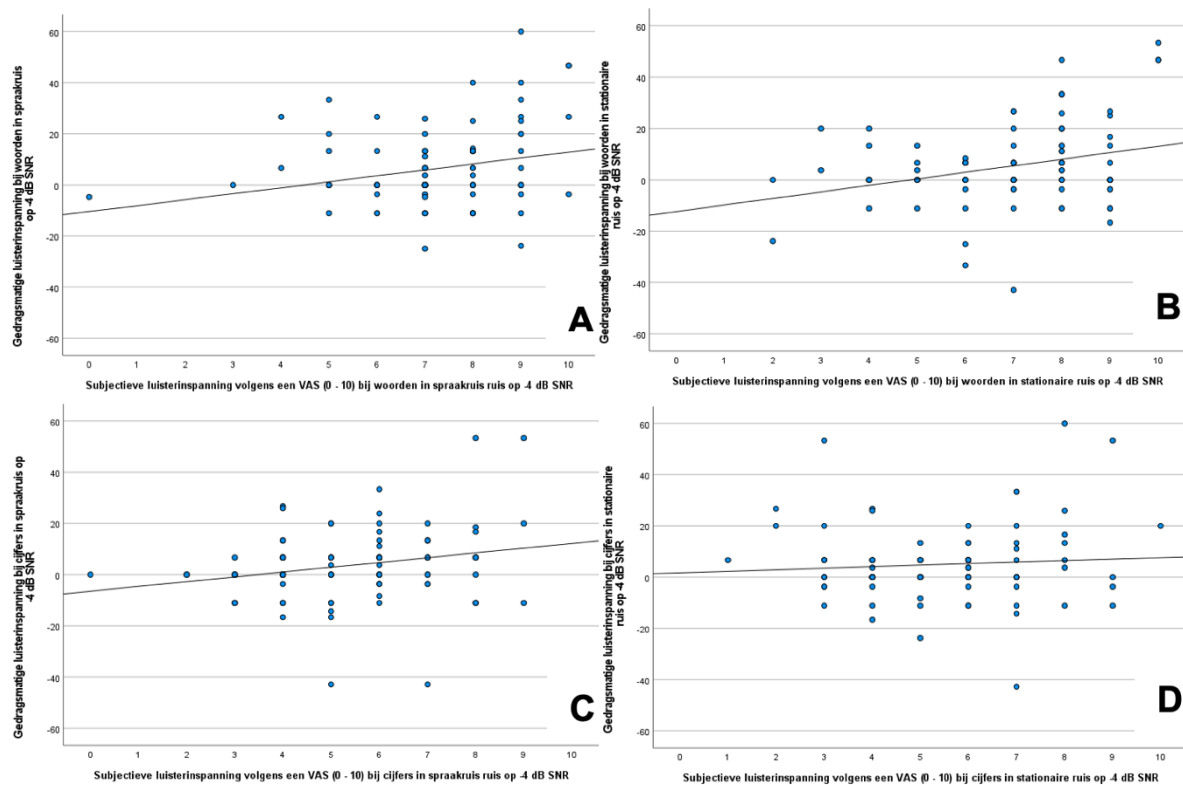 Gedragsmatige luisterinspanning bij woorden in spraakruis
op -4 dB SNR
60
40
20
0
-20
-40
-60
A
0 1 2 3 4 5 6 7 8 9 10
Subjectieve luisterinspanning volgens een VAS (0 - 10) bij woorden in spraakruis ruis op -4 dB SNR
Gedragsmatige luisterinspanning bij woorden in stationaire
ruis op -4 dB SNR
60
40
20
0
-20
-40
-60
B
0 1 2 3 4 5 6 7 8 9 10
Subjectieve luisterinspanning volgens een VAS (0 - 10) bij woorden in stationaire ruis op -4 dB SNR
Gedragsmatige luisterinspanning bij cijfers in spraakruis op
-4 dB SNR
60
40
20
0
-20
-40
-60
C
0 1 2 3 4 5 6 7 8 9 10
Subjectieve luisterinspanning volgens een VAS (0 - 10) bij cijfers in spraakruis ruis op -4 dB SNR
Gedragsmatige luisterinspanning bij cijfers in stationaire
ruis op -4 dB SNR
60
40
20
0
-20
-40
-60
D
0 1 2 3 4 5 6 7 8 9 10
Subjectieve luisterinspanning volgens een VAS (0 - 10) bij cijfers in stationaire ruis op -4 dB SNR